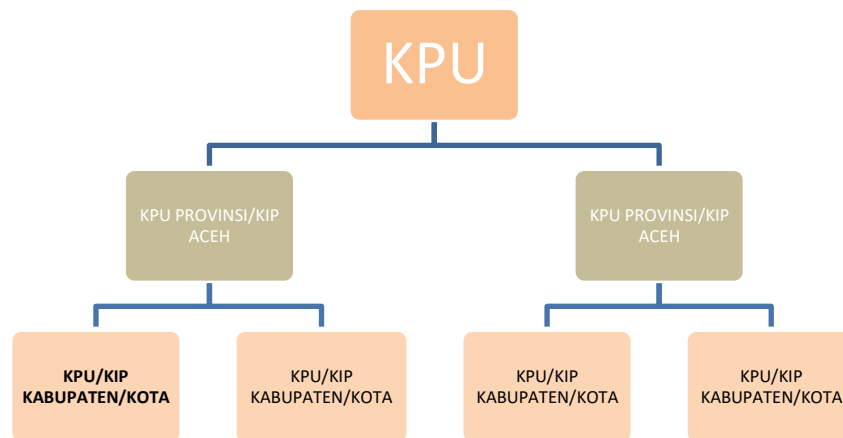 KPU
KPU PROVINSI/KIP
ACEH
KPU PROVINSI/KIP
ACEH
KPU/KIP
KABUPATEN/KOTA
KPU/KIP
KABUPATEN/KOTA
KPU/KIP
KABUPATEN/KOTA
KPU/KIP
KABUPATEN/KOTA